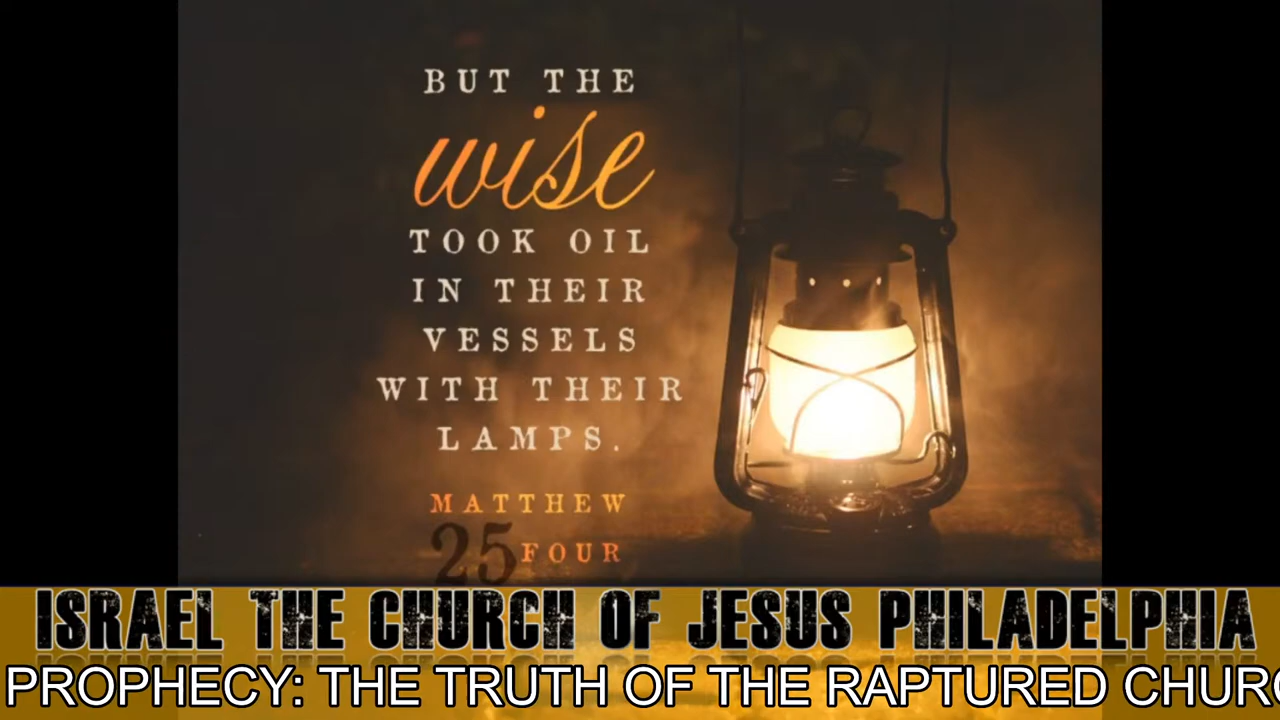 BUT THE
wise
TOOK OIL
IN THEIR
VESSELS
WITH THEIR
LAMPS.
MATTHEW
25 FOUR
ISRAEL THE CHURCH OF JESUS PHILADELPHIA
PROPHECY: THE TRUTH OF THE RAPTURED CHURC